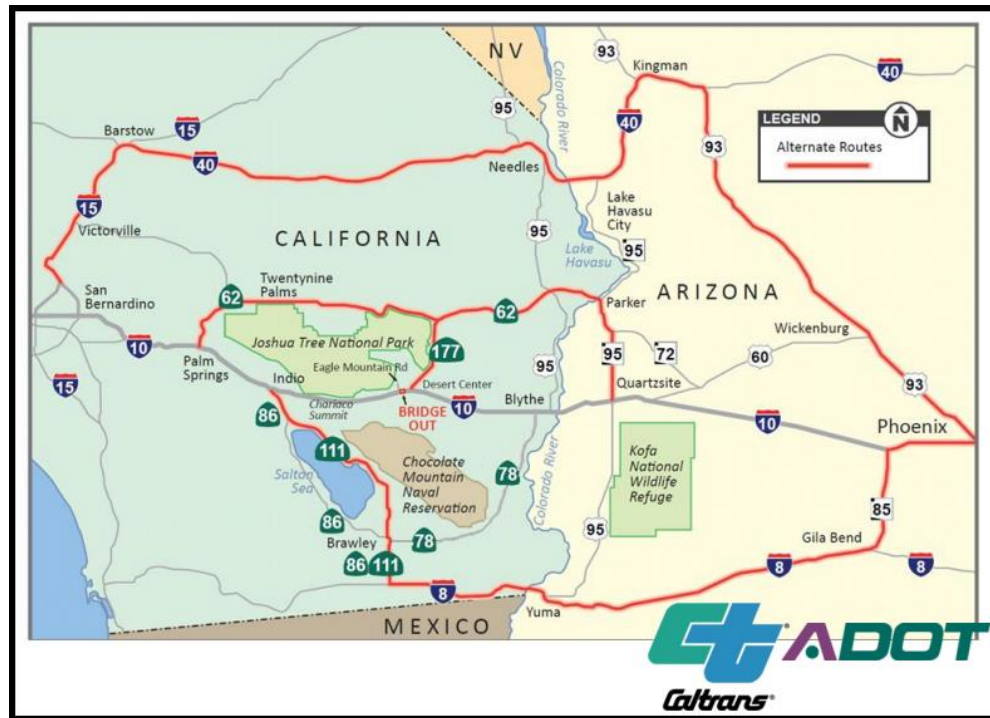 NV
93
Kingman
40
95
Colorado River
15
Barstow
40
40
LEGEND
N
Alternate Routes
Needles
93
15
Victorville
CALIFORNIA
95
Lake
Havasu
City
95
Lake
Havasu
San
Bernardino
62
Twentynine
Palms
62
Parker
ARIZONA
Wickenburg
Joshua Tree National Park
177
95
72
60
10
Palm
Springs
Eagle Mountain Rd
Desert Center
95
Quartzsite
93
15
Indio
Chariaco
Summit
BRIDGE
OUT
10
Blythe
10
Phoenix
86
111
Salton
Sea
Chocolate
Mountain
Naval
Reservation
78
Colorado River
Kofa
National
Wildlife
Refuge
85
86
Brawley
78
95
Gila Bend
86
111
8
8
8
Yuma
MEXICO
Ct
ADOT
Caltrans